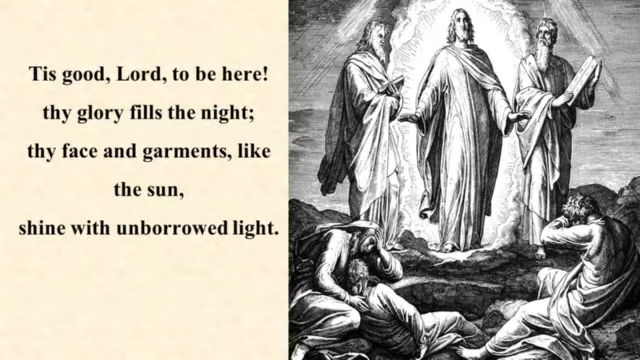 Tis good, Lord, to be here!
thy glory fills the night;
thy face and garments, like
the sun,
shine with unborrowed light.